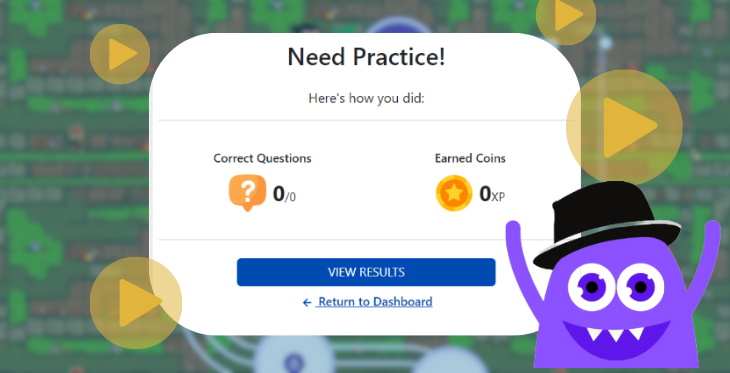 Need Practice!
Here's how you did:
Correct Questions
Earned Coins
?
0/0
0XP
VIEW RESULTS
← Return to Dashboard